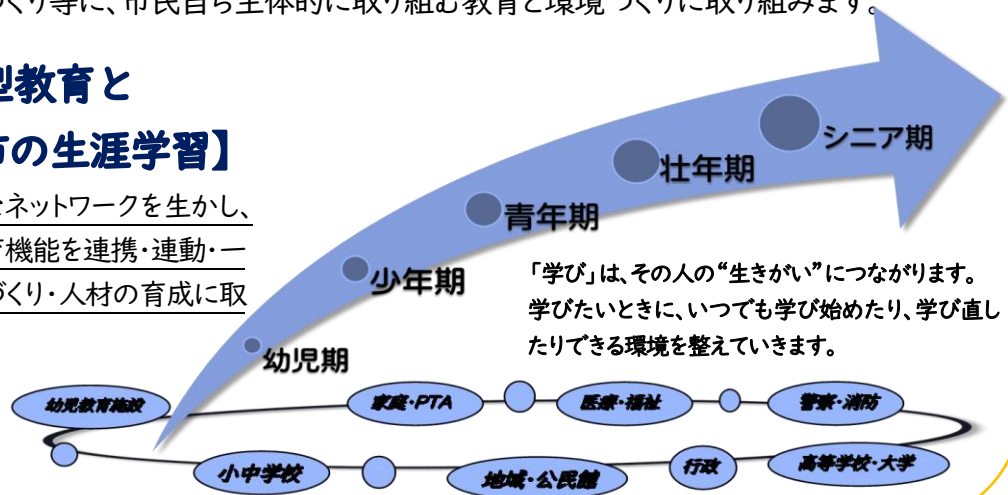 くり等に、市民自ら主体的に取り組む教育と環境づくりに取り組みます。
型教育と
の生涯学習】
ネットワークを生かし、
機能を連携・連動・一
づくり・人材の育成に取
シニア期
壮年期
青年期
少年期
幼児期
「学び」は、その人の“生きがい”につながります。
学びたいときに、いつでも学び始めたり、学び直し
たりできる環境を整えていきます。
幼児教育施設
家庭・PTA
医療・福祉
警察・消防
小中学校
地域・公民館
行政
高等学校・大学